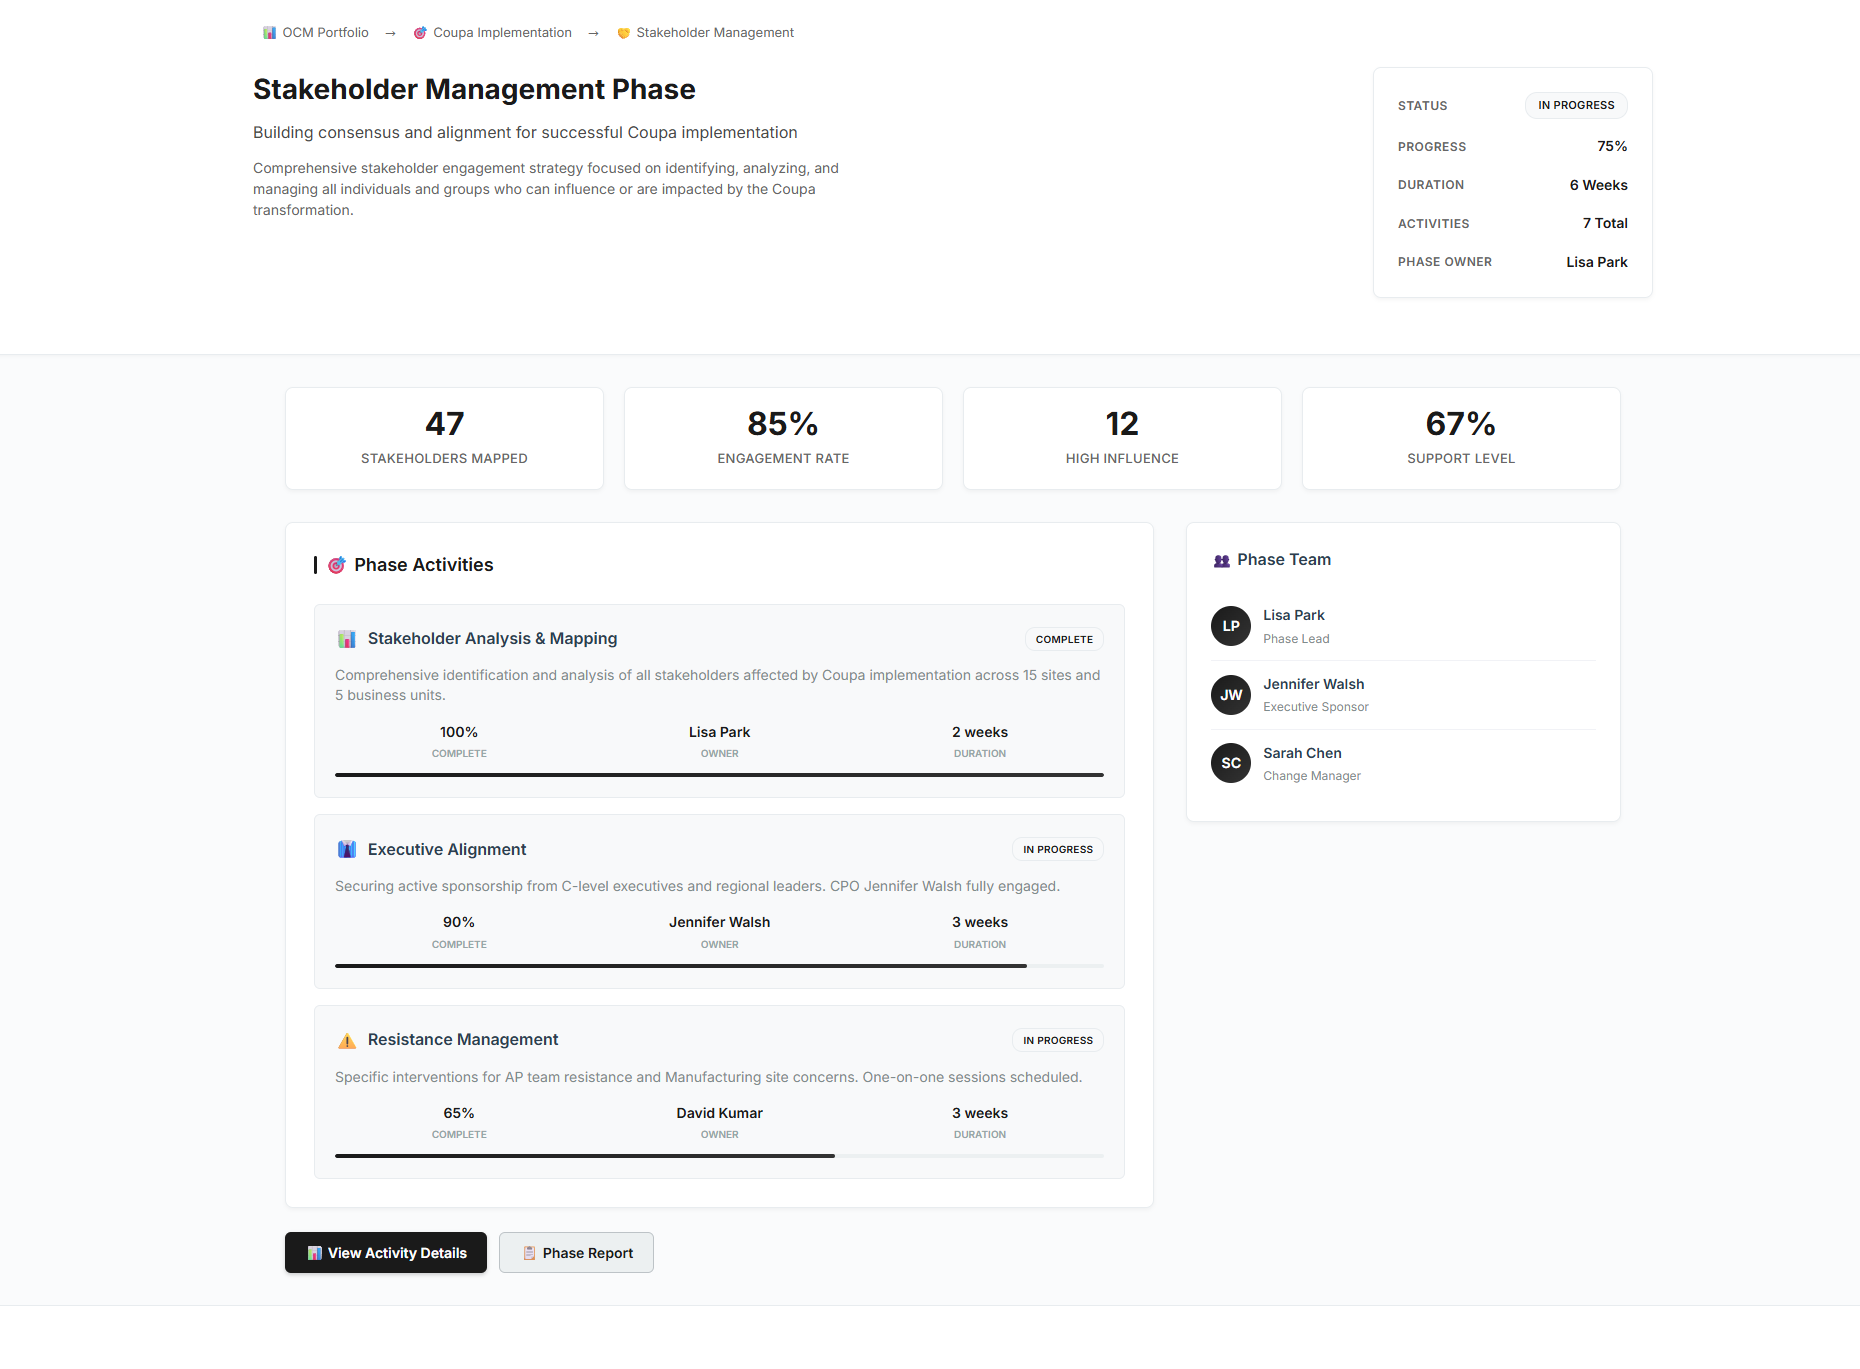 OCM Portfolio → Coupa Implementation → Stakeholder Management
Stakeholder Management Phase
Building consensus and alignment for successful Coupa implementation
Comprehensive stakeholder engagement strategy focused on identifying, analyzing, and
managing all individuals and groups who can influence or are impacted by the Coupa
transformation.
STATUS IN PROGRESS
PROGRESS 75%
DURATION 6 Weeks
ACTIVITIES 7 Total
PHASE OWNER Lisa Park
47
STAKEHOLDERS MAPPED
85%
ENGAGEMENT RATE
12
HIGH INFLUENCE
67%
SUPPORT LEVEL
Phase Activities
Stakeholder Analysis & Mapping COMPLETE
Comprehensive identification and analysis of all stakeholders affected by Coupa implementation across 15 sites and
5 business units.
100% Lisa Park 2 weeks
COMPLETE OWNER DURATION
Executive Alignment IN PROGRESS
Securing active sponsorship from C-level executives and regional leaders. CPO Jennifer Walsh fully engaged.
90% Jennifer Walsh 3 weeks
COMPLETE OWNER DURATION
Resistance Management IN PROGRESS
Specific interventions for AP team resistance and Manufacturing site concerns. One-on-one sessions scheduled.
65% David Kumar 3 weeks
COMPLETE OWNER DURATION
Phase Team
LP Lisa Park
Phase Lead
JW Jennifer Walsh
Executive Sponsor
SC Sarah Chen
Change Manager
View Activity Details
Phase Report